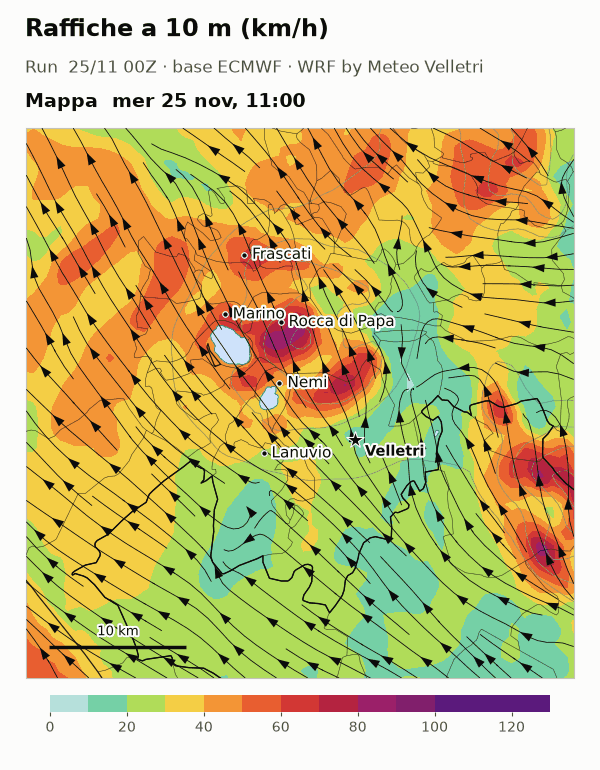 Raffiche a 10 m (km/h)
Run  25/11 00Z · base ECMWF · WRF by Meteo Velletri
Mappa  mer 25 nov, 11:00
Frascati
Marino
Rocca di Papa
Nemi
Velletri
Lanuvio
10 km
0 20 40 60 80 100 120